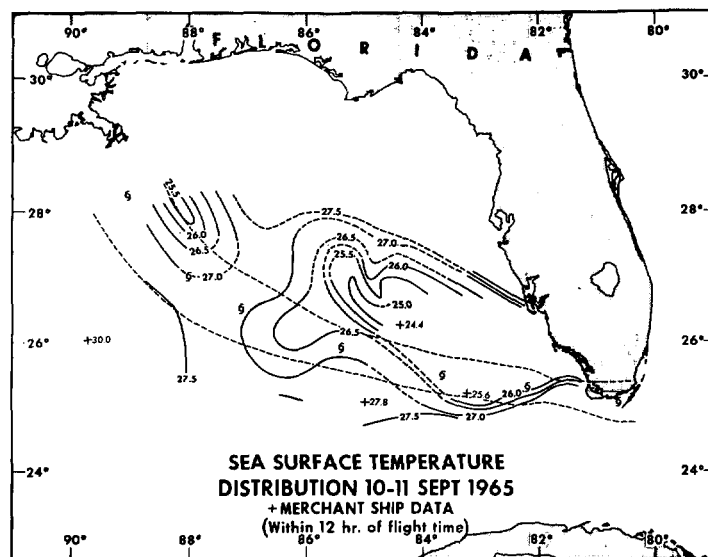 90° 88° 86° 84° 82° 80°
F L O R I D A
30° 30°
25.5
28° 27.5 28°
26.0 26.5 27.0 26.0
26.5 25.5
27.0
25.0
+24.4
26° +30.0 26.5 26°
27.5
+25.6 26.0
+27.8
27.5 27.0
24° 24°
SEA SURFACE TEMPERATURE
DISTRIBUTION 10-11 SEPT 1965
+MERCHANT SHIP DATA
(Within 12 hr. of flight time)
90° 88° 86° 84° 82° 80°